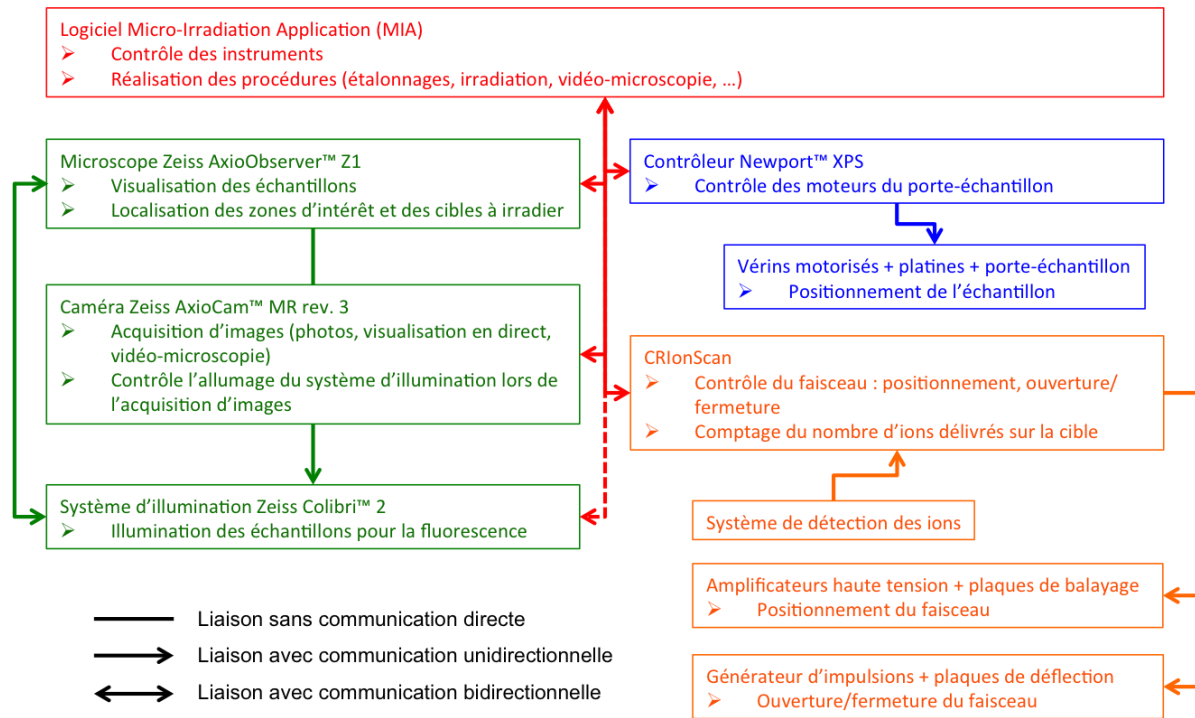 Logiciel Micro-Irradiation Application (MIA)
➢ Contrôle des instruments
➢ Réalisation des procédures (étalonnages, irradiation, vidéo-microscopie, ...)
Microscope Zeiss AxioObserver™ Z1
➢ Visualisation des échantillons
➢ Localisation des zones d'intérêt et des cibles à irradier
Contrôleur Newport™ XPS
➢ Contrôle des moteurs du porte-échantillon
Vérins motorisés + platines + porte-échantillon
➢ Positionnement de l'échantillon
Caméra Zeiss AxioCam™ MR rev. 3
➢ Acquisition d'images (photos, visualisation en direct,
vidéo-microscopie)
➢ Contrôle l'allumage du système d'illumination lors de
l'acquisition d'images
CRIonScan
➢ Contrôle du faisceau : positionnement, ouverture/
fermeture
➢ Comptage du nombre d'ions délivrés sur la cible
Système d'illumination Zeiss Colibri™ 2
➢ Illumination des échantillons pour la fluorescence
Système de détection des ions
Amplificateurs haute tension + plaques de balayage
➢ Positionnement du faisceau
Générateur d'impulsions + plaques de déflection
➢ Ouverture/fermeture du faisceau
Liaison sans communication directe
Liaison avec communication unidirectionnelle
Liaison avec communication bidirectionnelle